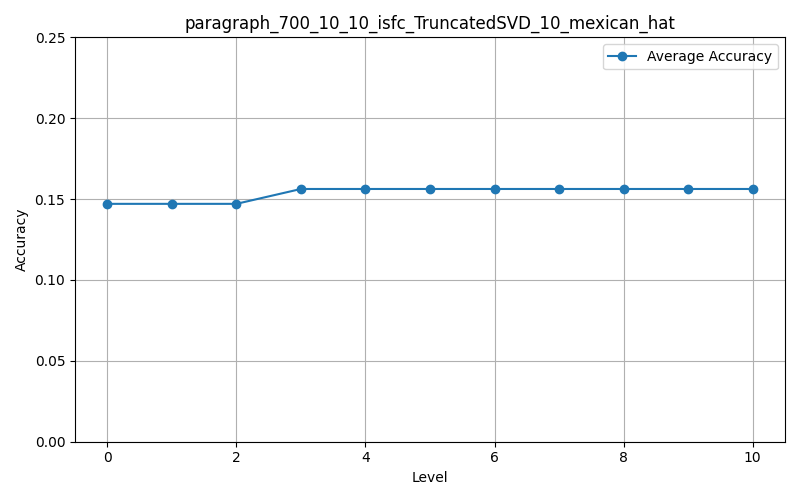 paragraph_700_10_10_isfc_TruncatedSVD_10_mexican_hat
Average Accuracy
0.25
0.20
0.15
0.10
0.05
0.00
Accuracy
0 2 4 6 8 10
Level